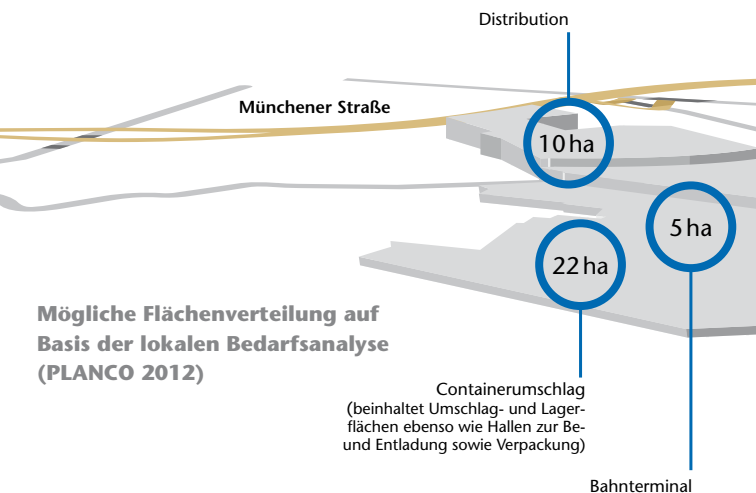 Distribution
Münchener Straße
10 ha
5 ha
22 ha
Mögliche Flächenverteilung auf
Basis der lokalen Bedarfsanalyse
(PLANCO 2012)
Containerumschlag
(beinhaltet Umschlag- und Lager-
flächen ebenso wie Hallen zur Be-
und Entladung sowie Verpackung)
Bahnterminal